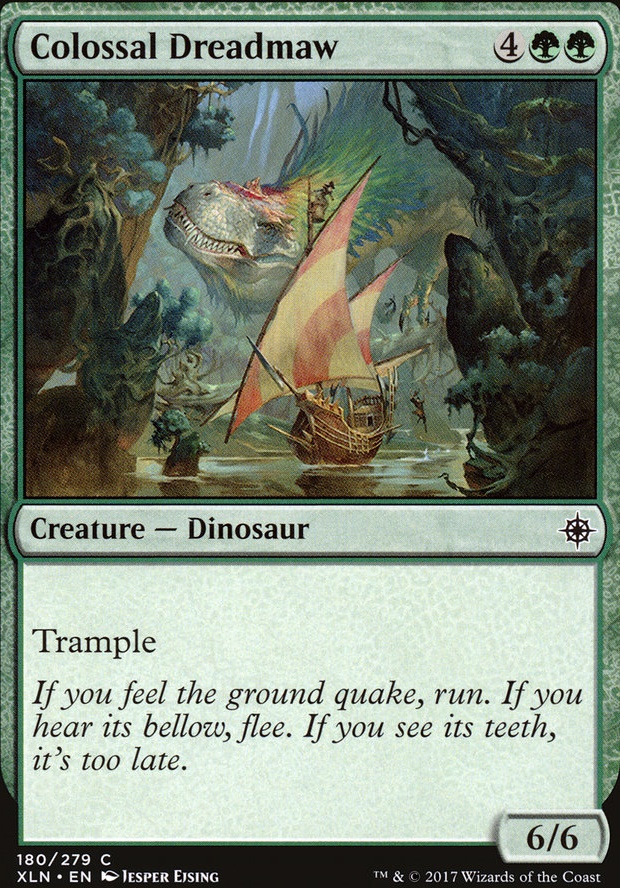 Colossal Dreadmaw 4
Creature — Dinosaur
Trample
If you feel the ground quake, run. If you
hear its bellow, flee. If you see its teeth,
it's too late.
6/6
180/279 C
XLN • EN Jesper Ejsing
™ & © 2017 Wizards of the Coast